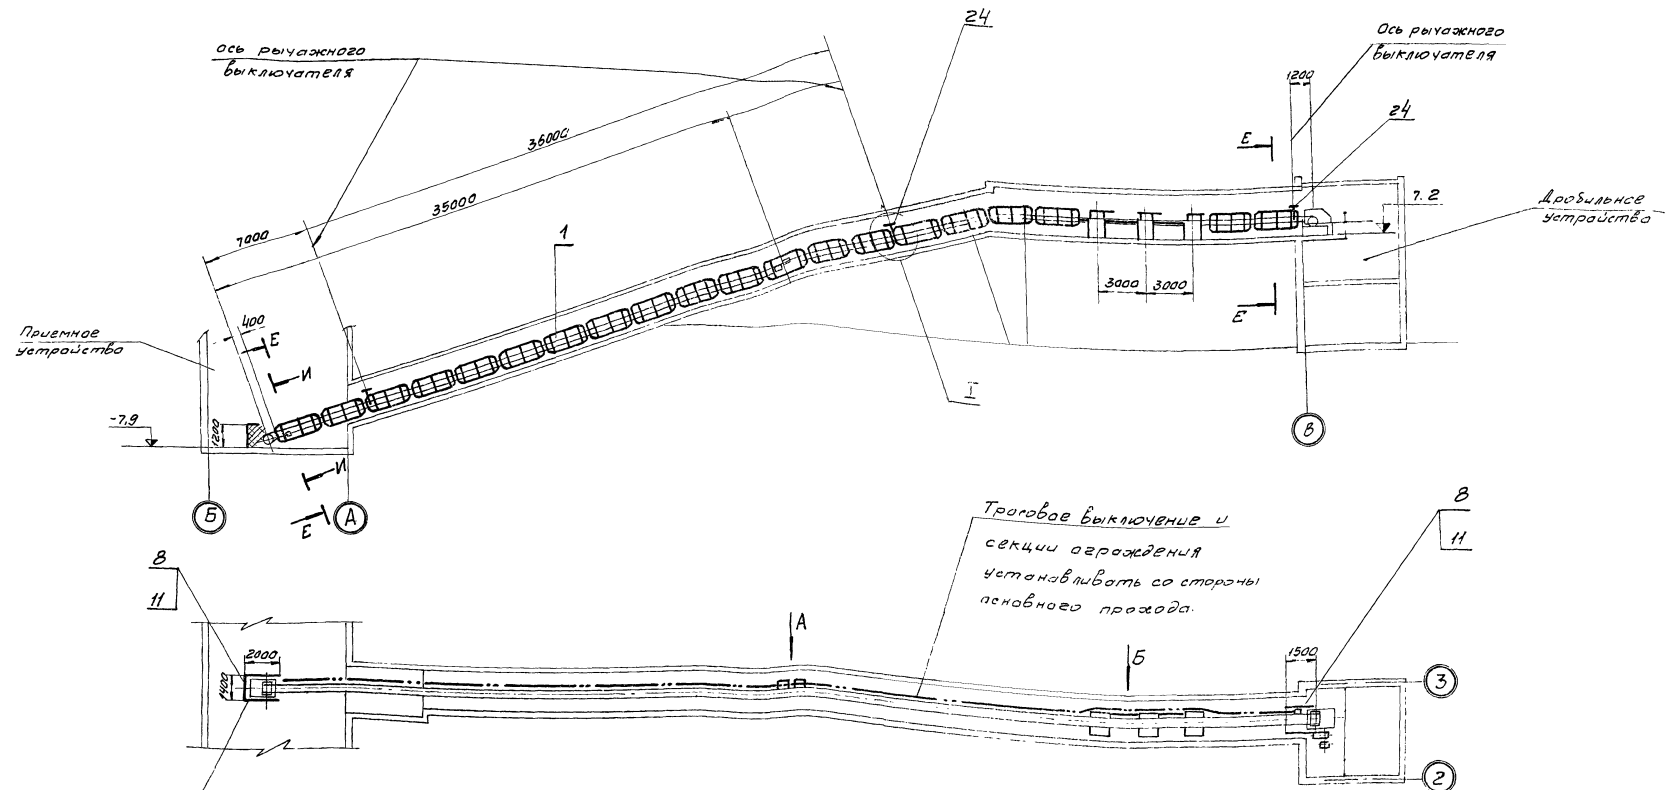 24
Ось рычажного
выключателя
ось рычажного
выключателя
1200
24
36000
35000
7000
1
Е
7.2
Дробильное
устройство
3000
3000
Е
400
Е
И
Приемное
устройство
-7,9
1200
I
В
И
Е
Б
А
8
11
8
11
Тросовое выключение и
секции ограждения
устанавливать со стороны
основного прохода.
А
Б
2000
1400
1500
3
2